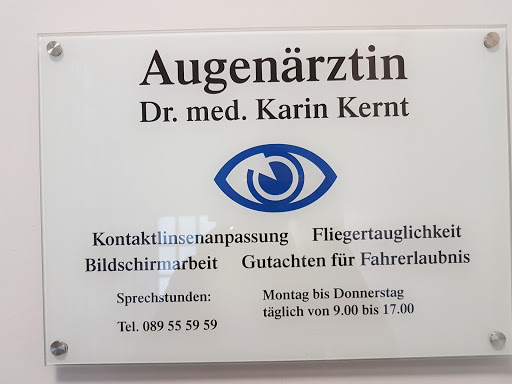 Augenärztin
Dr. med. Karin Kernt
Kontaktlinsenanpassung Fliegertauglichkeit
Bildschirmarbeit Gutachten für Fahrerlaubnis
Sprechstunden: Montag bis Donnerstag
täglich von 9.00 bis 17.00
Tel. 089 55 59 59